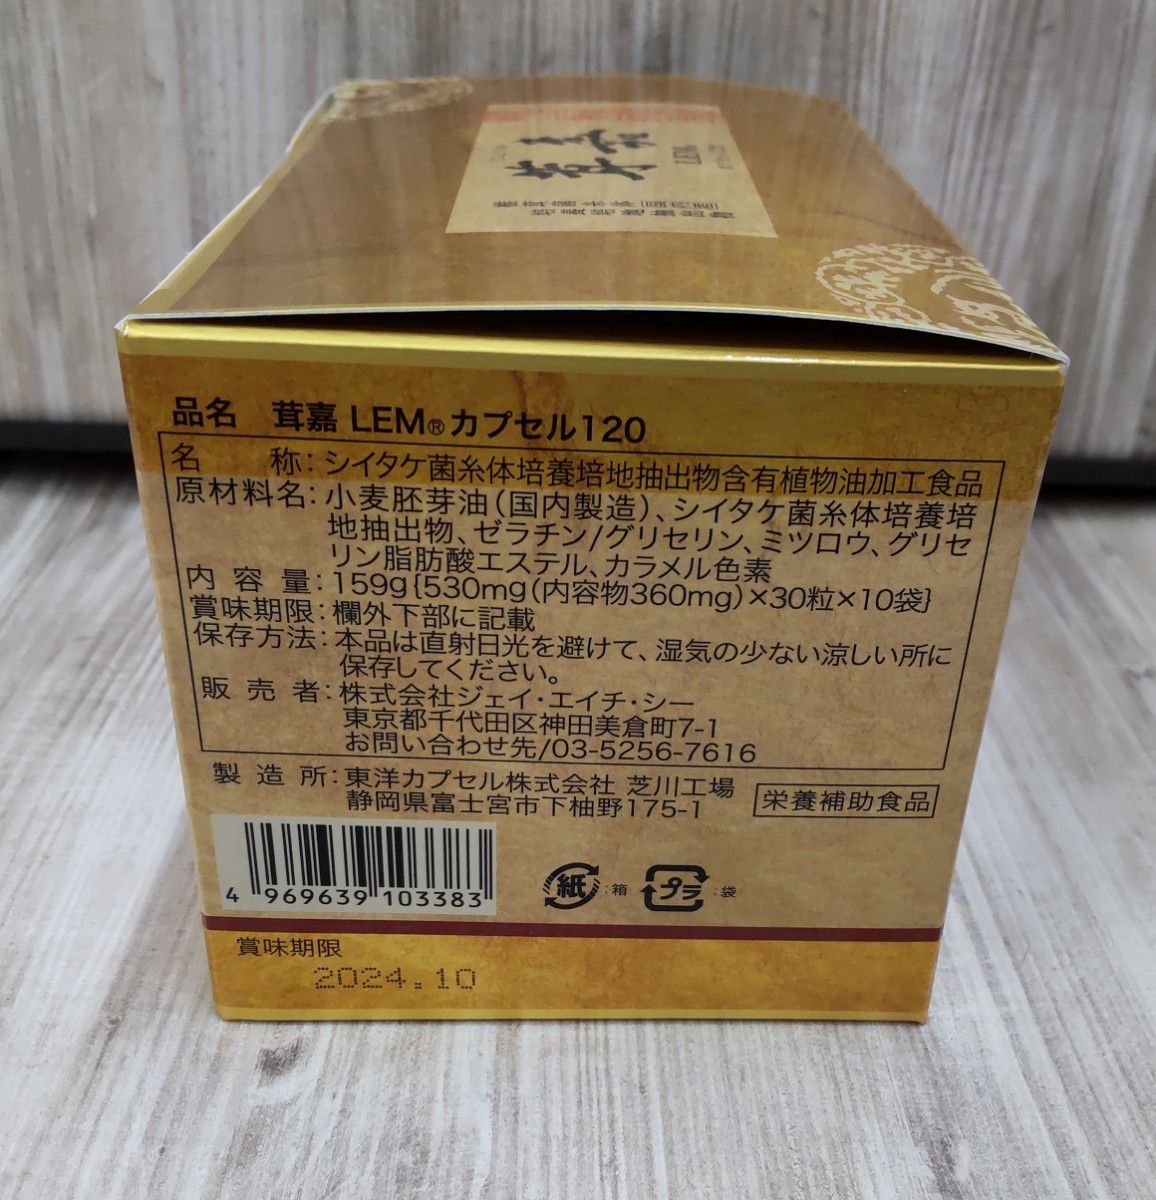 茸嘉
LEM®
品名 茸嘉 LEM®カプセル120
名称：シイタケ菌糸体培養培地抽出物含有植物油加工食品
原材料名：小麦胚芽油（国内製造）、シイタケ菌糸体培養培
地抽出物、ゼラチン/グリセリン、ミツロウ、グリセ
リン脂肪酸エステル、カラメル色素
内容量：159g{530mg（内容物360mg）×30粒×10袋}
賞味期限：欄外下部に記載
保存方法：本品は直射日光を避けて、湿気の少ない涼しい所に
保存してください。
販売者：株式会社ジェイ・エイチ・シー
東京都千代田区神田美倉町7-1
お問い合わせ先/03-5256-7616
製造所：東洋カプセル株式会社 芝川工場
静岡県富士宮市下柚野175-1
栄養補助食品
4 969639 103383
紙：箱
プラ：袋
賞味期限
2024.10